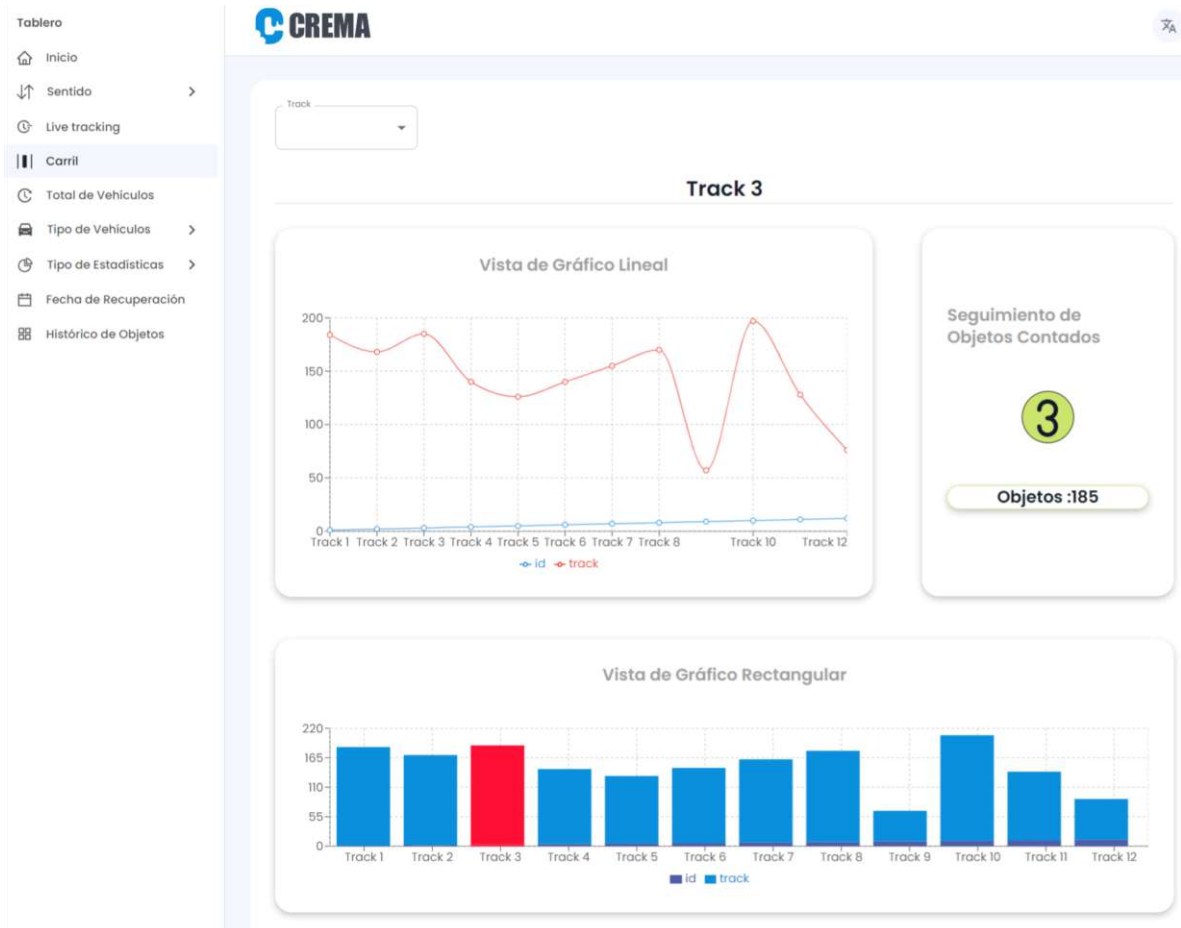 Tablero
Inicio
Sentido
Live tracking
Carril
Total de Vehículos
Tipo de Vehículos
Tipo de Estadísticas
Fecha de Recuperación
Histórico de Objetos
CREMA
Track
Track 3
Vista de Gráfico Lineal
200
150
100
50
0
Track 1 Track 2 Track 3 Track 4 Track 5 Track 6 Track 7 Track 8 Track 10 Track 12
id track
Seguimiento de
Objetos Contados
3
Objetos :185
Vista de Gráfico Rectangular
220
165
110
55
0
Track 1 Track 2 Track 3 Track 4 Track 5 Track 6 Track 7 Track 8 Track 9 Track 10 Track 11 Track 12
id track